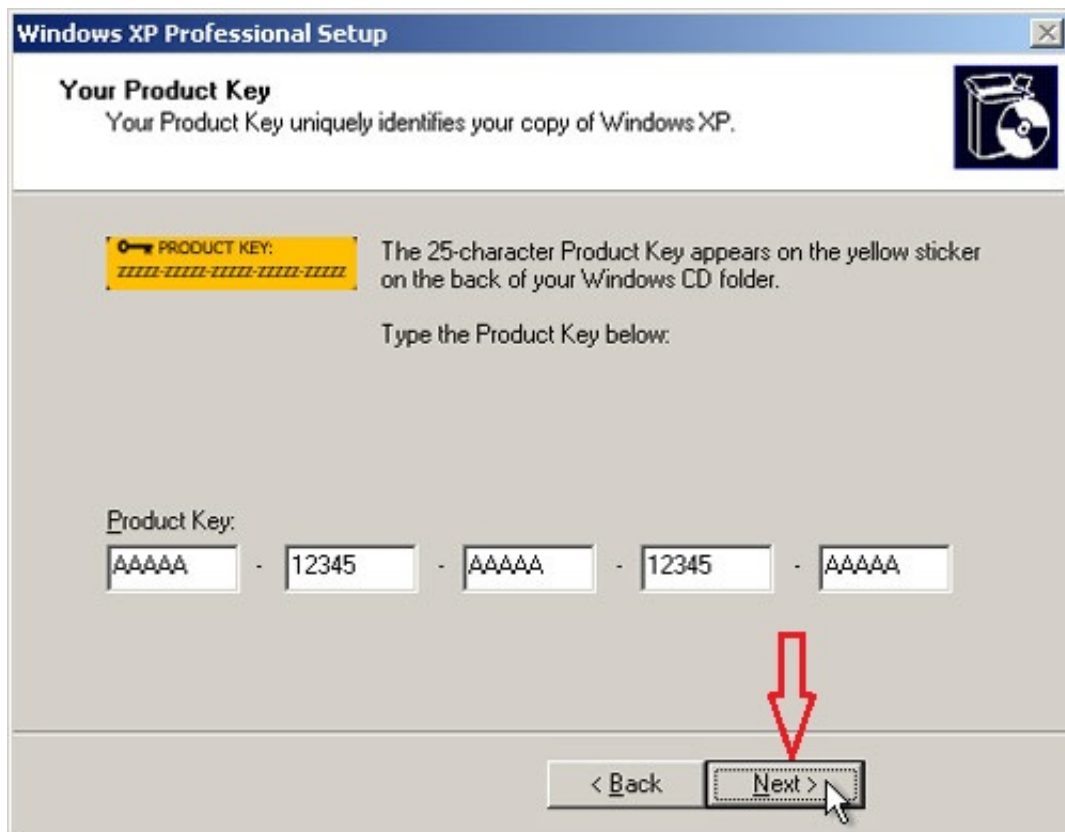 Windows XP Professional Setup
Your Product Key
Your Product Key uniquely identifies your copy of Windows XP.
PRODUCT KEY:
zzzzz-zzzzz-zzzzz-zzzzz-zzzzz
The 25-character Product Key appears on the yellow sticker
on the back of your Windows CD folder.
Type the Product Key below:
Product Key:
AAAAA - 12345 - AAAAA - 12345 - AAAAA
< Back Next >